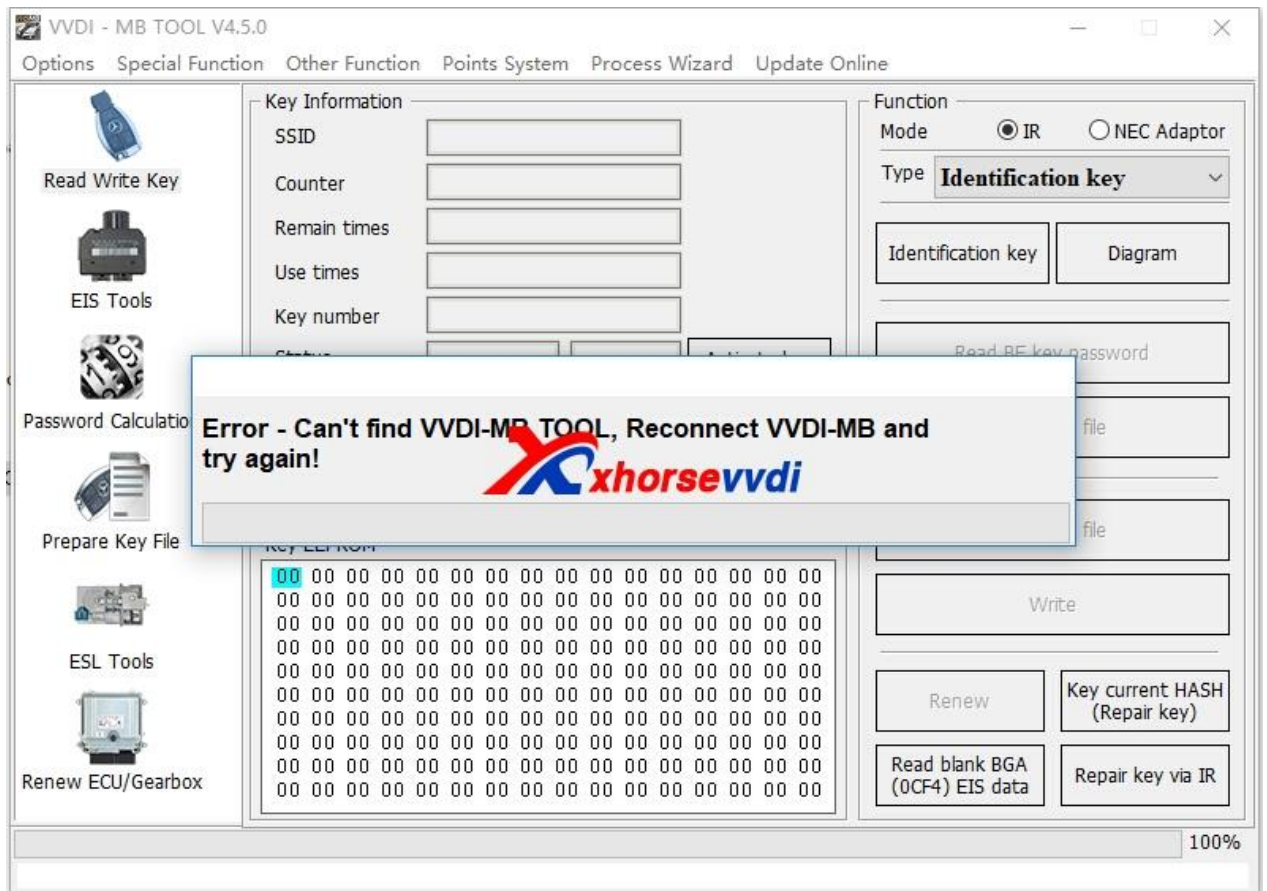 VVDI - MB TOOL V4.5.0
Options Special Function Other Function Points System Process Wizard Update Online
Read Write Key
EIS Tools
Password Calculatio
Prepare Key File
ESL Tools
Renew ECU/Gearbox
Key Information
SSID
Counter
Remain times
Use times
Key number
Status
Error - Can't find VVDI-MB TOOL, Reconnect VVDI-MB and
try again!
xhorsevvdi
Key EEPROM
00 00 00 00 00 00 00 00 00 00 00 00 00 00 00 00
00 00 00 00 00 00 00 00 00 00 00 00 00 00 00 00
00 00 00 00 00 00 00 00 00 00 00 00 00 00 00 00
00 00 00 00 00 00 00 00 00 00 00 00 00 00 00 00
00 00 00 00 00 00 00 00 00 00 00 00 00 00 00 00
00 00 00 00 00 00 00 00 00 00 00 00 00 00 00 00
00 00 00 00 00 00 00 00 00 00 00 00 00 00 00 00
00 00 00 00 00 00 00 00 00 00 00 00 00 00 00 00
00 00 00 00 00 00 00 00 00 00 00 00 00 00 00 00
00 00 00 00 00 00 00 00 00 00 00 00 00 00 00 00
Function
Mode IR NEC Adaptor
Type Identification key
Identification key
Diagram
Read BE key password
file
file
Write
Renew
Key current HASH
(Repair key)
Read blank BGA
(0CF4) EIS data
Repair key via IR
100%